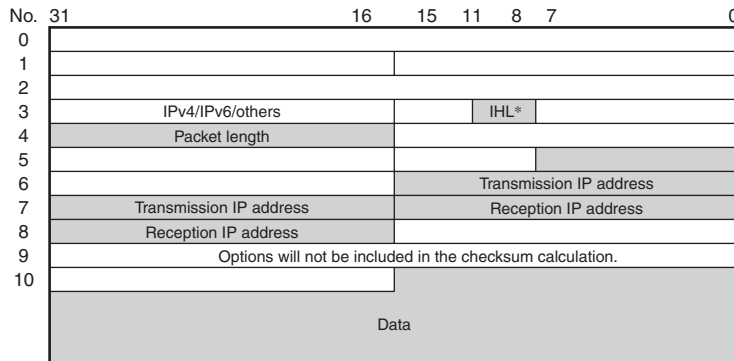 No. 31 16 15 11 8 7 0
0
1
2
3 IPv4/IPv6/others IHL*
4 Packet length
5
6 Transmission IP address
7 Transmission IP address Reception IP address
8 Reception IP address
9 Options will not be included in the checksum calculation.
10
Data